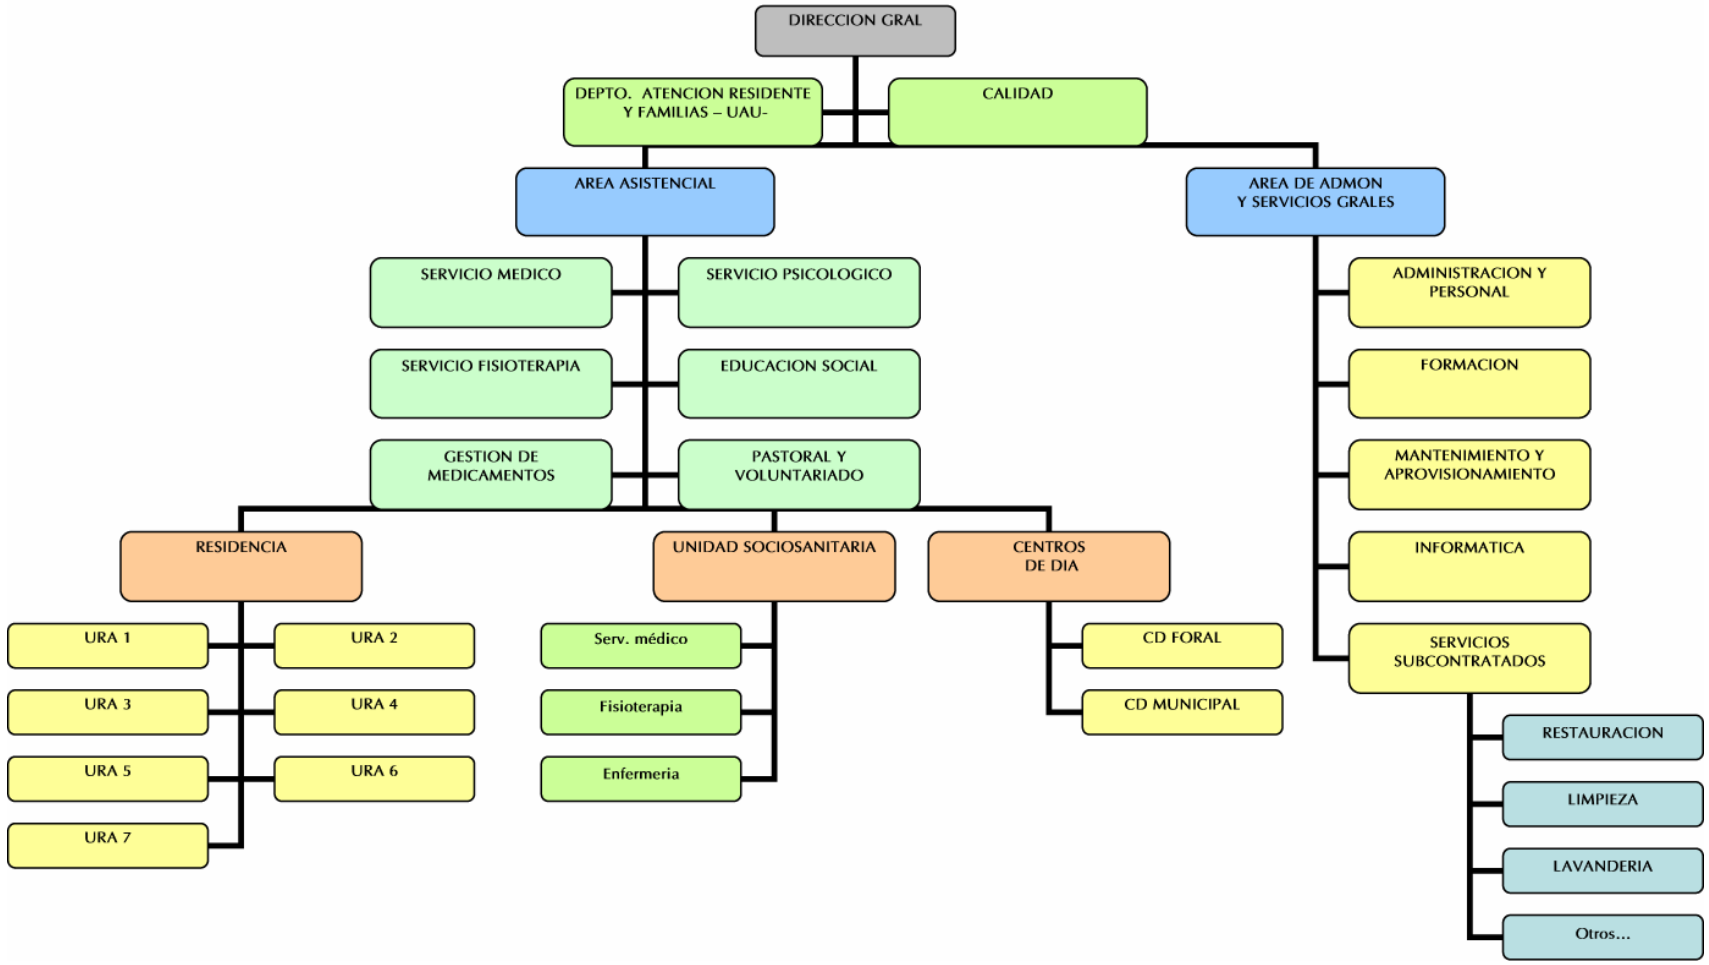 DIRECCION GRAL
DEPTO. ATENCION RESIDENTE
Y FAMILIAS – UAU-
CALIDAD
AREA ASISTENCIAL
AREA DE ADMON
Y SERVICIOS GRALES
SERVICIO MEDICO
SERVICIO PSICOLOGICO
ADMINISTRACION Y
PERSONAL
SERVICIO FISIOTERAPIA
EDUCACION SOCIAL
FORMACION
GESTION DE
MEDICAMENTOS
PASTORAL Y
VOLUNTARIADO
MANTENIMIENTO Y
APROVISIONAMIENTO
RESIDENCIA
UNIDAD SOCIOSANITARIA
CENTROS
DE DIA
INFORMATICA
URA 1
URA 2
Serv. médico
CD FORAL
SERVICIOS
SUBCONTRATADOS
URA 3
URA 4
Fisioterapia
CD MUNICIPAL
RESTAURACION
URA 5
URA 6
Enfermeria
LIMPIEZA
URA 7
LAVANDERIA
Otros...